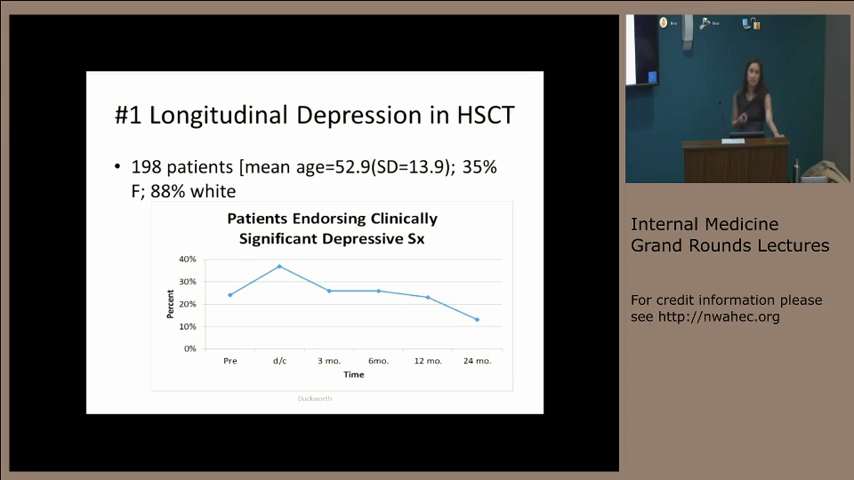 #1 Longitudinal Depression in HSCT
• 198 patients [mean age=52.9(SD=13.9); 35%
F; 88% white
Patients Endorsing Clinically
Significant Depressive Sx
40%
30%
20%
10%
0%
Percent
Pre d/c 3 mo. 6mo. 12 mo. 24 mo.
Time
Duckworth
Internal Medicine
Grand Rounds Lectures
For credit information please
see http://nwahec.org